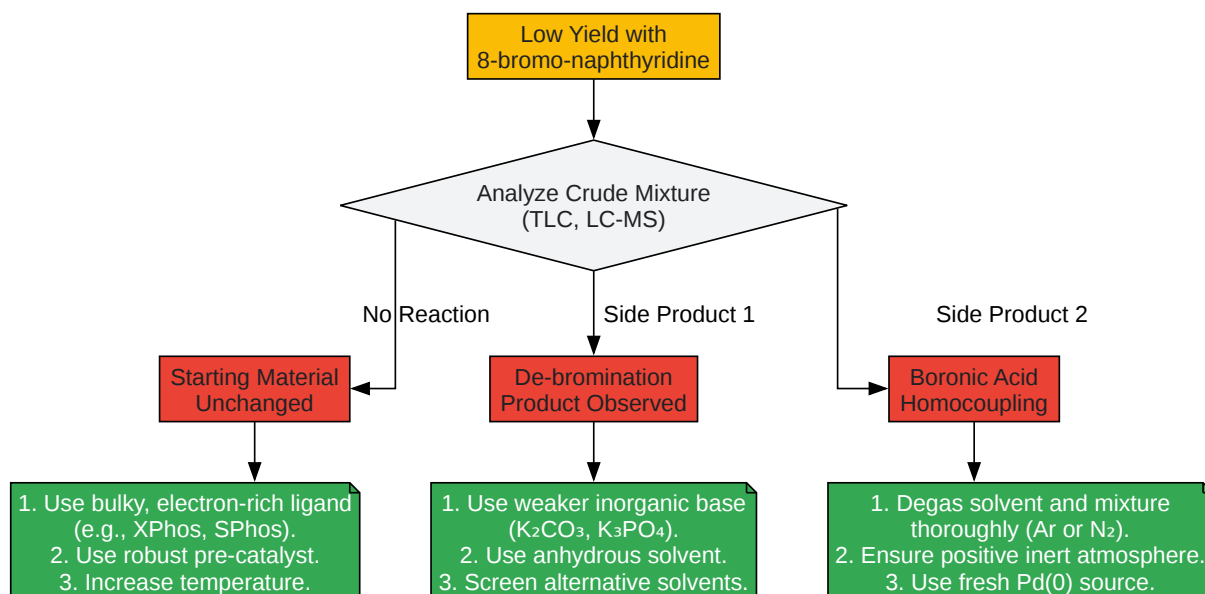 Low Yield with
8-bromo-naphthyridine
Analyze Crude Mixture
(TLC, LC-MS)
No Reaction
Side Product 1
Side Product 2
Starting Material
Unchanged
De-bromination
Product Observed
Boronic Acid
Homocoupling
1. Use bulky, electron-rich ligand
(e.g., XPhos, SPhos).
2. Use robust pre-catalyst.
3. Increase temperature.
1. Use weaker inorganic base
(K₂CO₃, K₃PO₄).
2. Use anhydrous solvent.
3. Screen alternative solvents.
1. Degas solvent and mixture
thoroughly (Ar or N₂).
2. Ensure positive inert atmosphere.
3. Use fresh Pd(0) source.